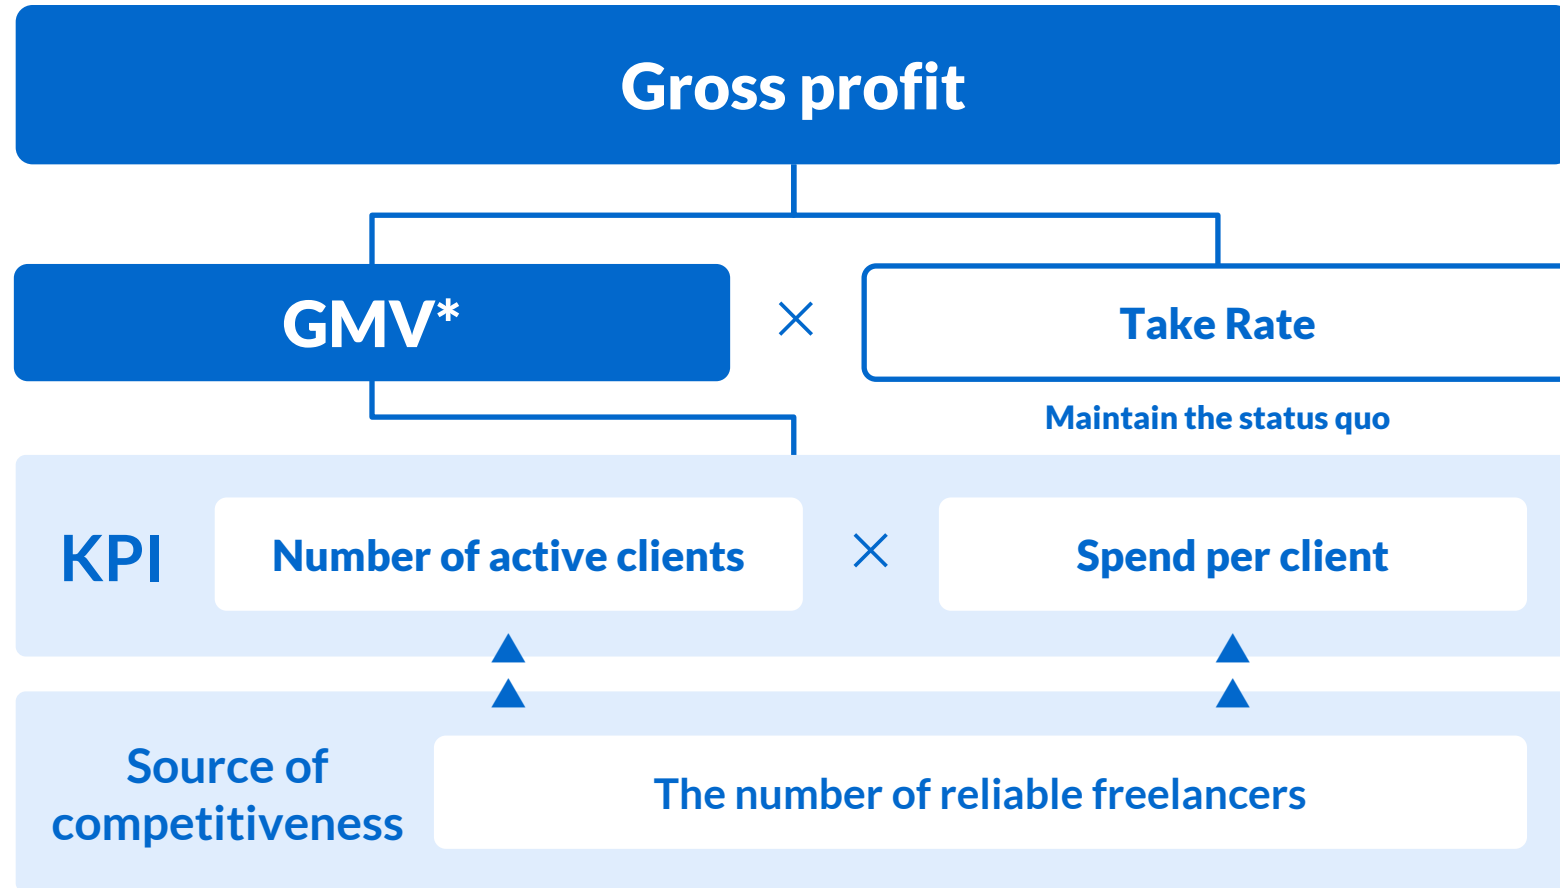 Gross profit
GMV*
×
Take Rate
Maintain the status quo
KPI
Number of active clients
×
Spend per client
Source of
competitiveness
The number of reliable freelancers